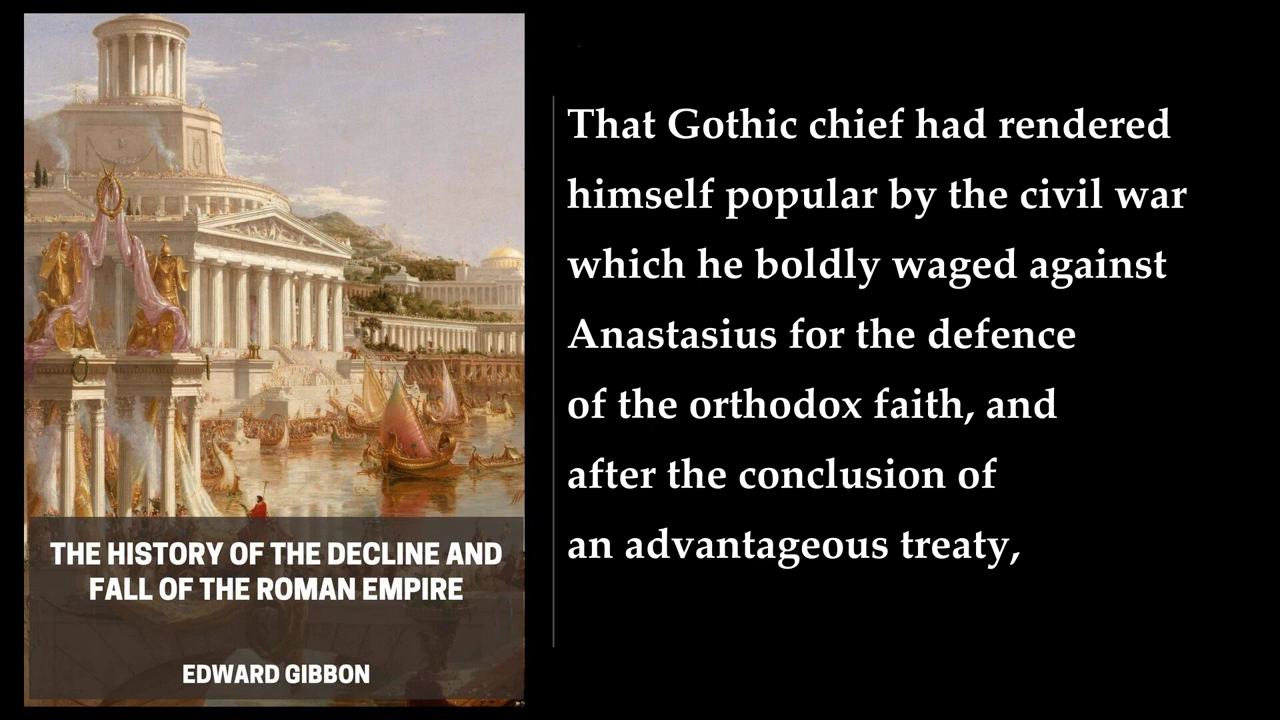 THE HISTORY OF THE DECLINE AND
FALL OF THE ROMAN EMPIRE
EDWARD GIBBON
That Gothic chief had rendered
himself popular by the civil war
which he boldly waged against
Anastasius for the defence
of the orthodox faith, and
after the conclusion of
an advantageous treaty,